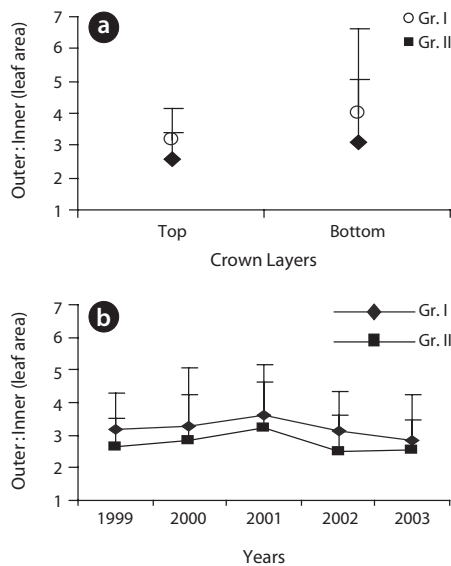 a
Gr. I
Gr. II
Outer : Inner (leaf area)
7
6
5
4
3
2
1
Top Bottom
Crown Layers
b
Gr. I
Gr. II
Outer : Inner (leaf area)
7
6
5
4
3
2
1
1999 2000 2001 2002 2003
Years